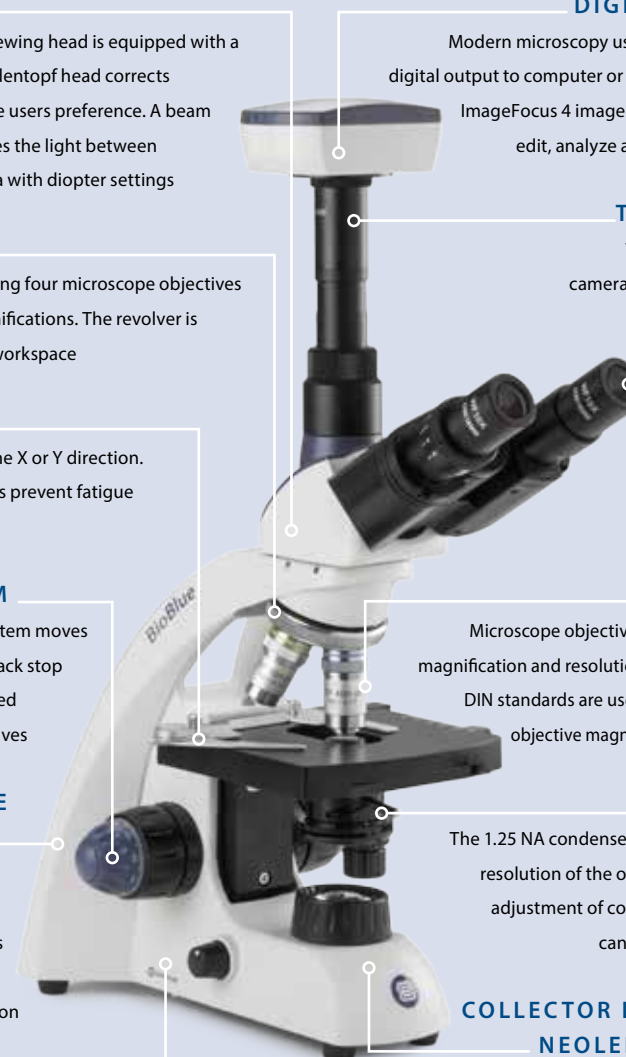 DIGI
ewing head is equipped with a
dentopf head corrects
e users preference. A beam
es the light between
a with diopter settings
Modern microscopy us
digital output to computer or
ImageFocus 4 image
edit, analyze a
T
camera
ng four microscope objectives
nifications. The revolver is
workspace
ne X or Y direction.
s prevent fatigue
BioBlue
M
tem moves
ack stop
ed
ves
E
s
on
Microscope objectiv
magnification and resolutio
DIN standards are us
objective magn
The 1.25 NA condense
resolution of the o
adjustment of co
can
COLLECTOR
NEOLE